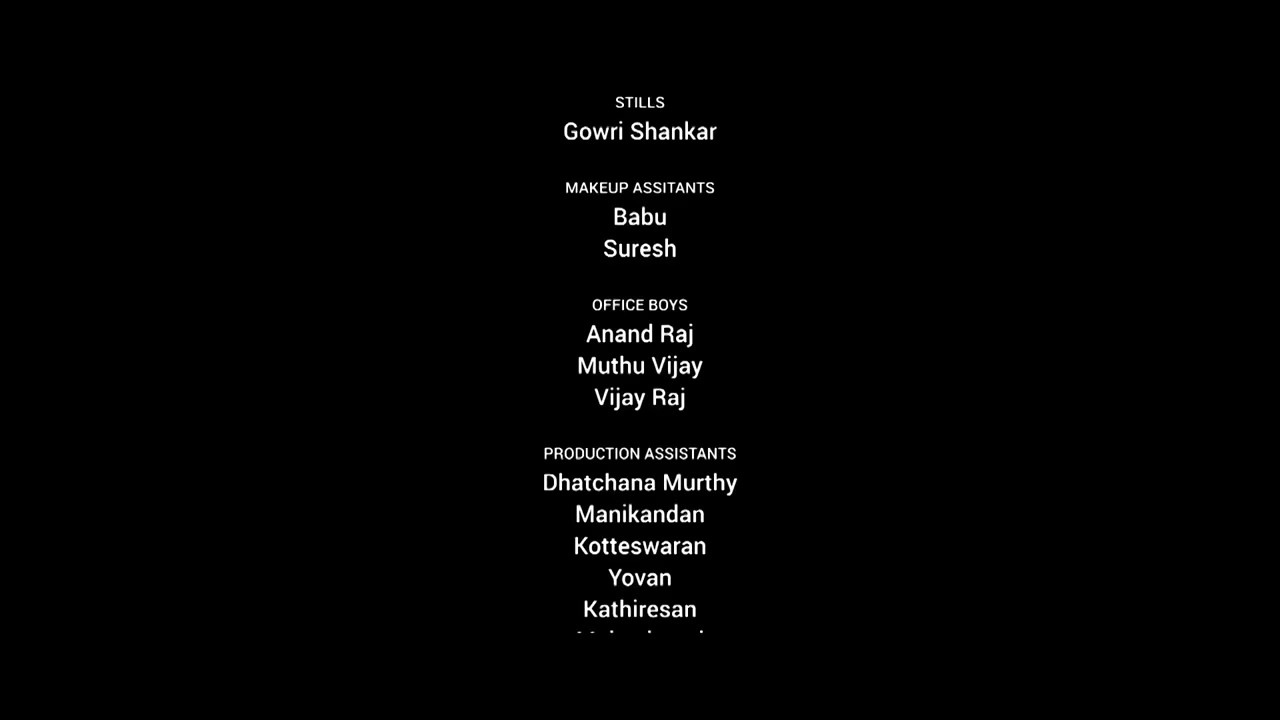 STILLS
Gowri Shankar
MAKEUP ASSITANTS
Babu
Suresh
OFFICE BOYS
Anand Raj
Muthu Vijay
Vijay Raj
PRODUCTION ASSISTANTS
Dhatchana Murthy
Manikandan
Kotteswaran
Yovan
Kathiresan